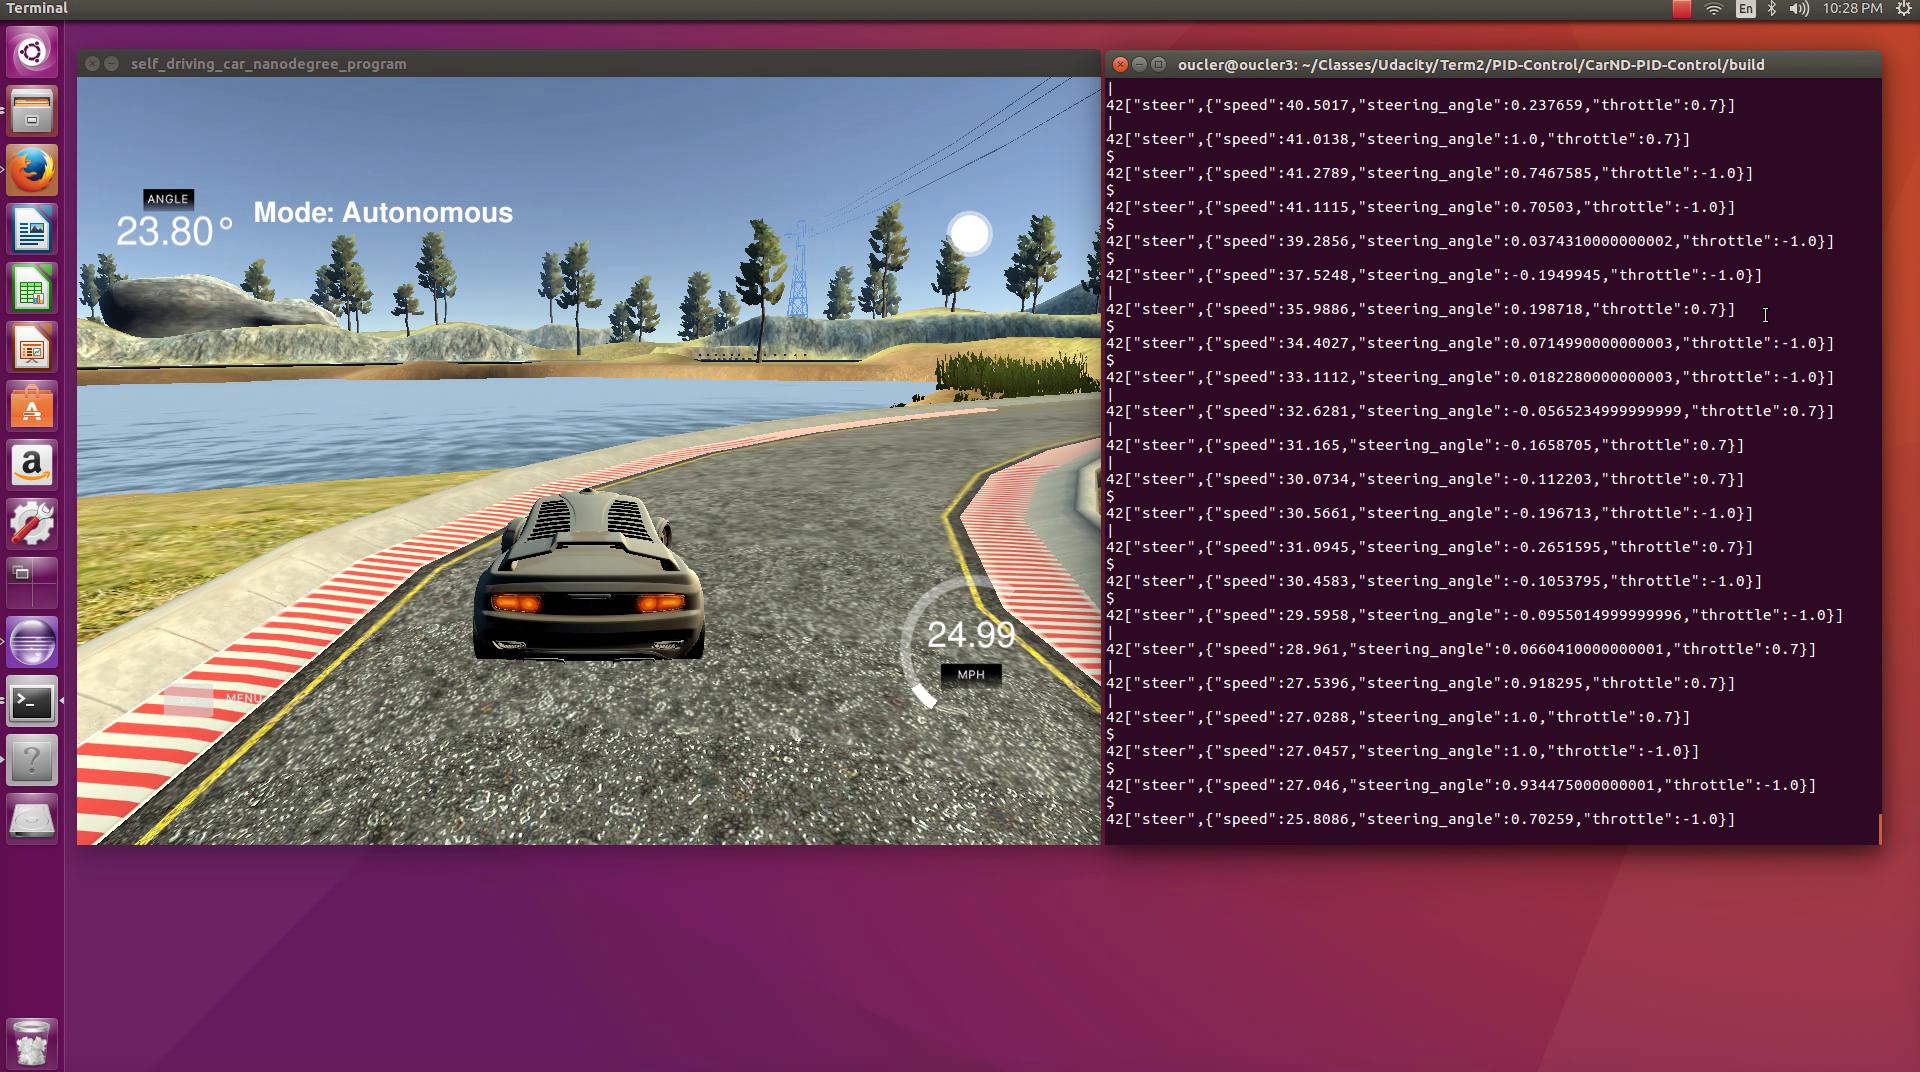 Terminal
En
10:28 PM
self_driving_car_nanodegree_program
ANGLE
23.80°
Mode: Autonomous
24.99
MPH
MENU
oucler@oucler3: ~/Classes/Udacity/Term2/PID-Control/CarND-PID-Control/build
|
42["steer",{"speed":40.5017,"steering_angle":0.237659,"throttle":0.7}]
|
42["steer",{"speed":41.0138,"steering_angle":1.0,"throttle":0.7}]
$
42["steer",{"speed":41.2789,"steering_angle":0.7467585,"throttle":-1.0}]
$
42["steer",{"speed":41.1115,"steering_angle":0.70503,"throttle":-1.0}]
$
42["steer",{"speed":39.2856,"steering_angle":0.0374310000000002,"throttle":-1.0}]
$
42["steer",{"speed":37.5248,"steering_angle":-0.1949945,"throttle":-1.0}]
|
42["steer",{"speed":35.9886,"steering_angle":0.198718,"throttle":0.7}]
$
42["steer",{"speed":34.4027,"steering_angle":0.0714990000000003,"throttle":-1.0}]
$
42["steer",{"speed":33.1112,"steering_angle":0.0182280000000003,"throttle":-1.0}]
|
42["steer",{"speed":32.6281,"steering_angle":-0.0565234999999999,"throttle":0.7}]
|
42["steer",{"speed":31.165,"steering_angle":-0.1658705,"throttle":0.7}]
|
42["steer",{"speed":30.0734,"steering_angle":-0.112203,"throttle":0.7}]
$
42["steer",{"speed":30.5661,"steering_angle":-0.196713,"throttle":-1.0}]
|
42["steer",{"speed":31.0945,"steering_angle":-0.2651595,"throttle":0.7}]
$
42["steer",{"speed":30.4583,"steering_angle":-0.1053795,"throttle":-1.0}]
$
42["steer",{"speed":29.5958,"steering_angle":-0.0955014999999996,"throttle":-1.0}]
|
42["steer",{"speed":28.961,"steering_angle":0.0660410000000001,"throttle":0.7}]
|
42["steer",{"speed":27.5396,"steering_angle":0.918295,"throttle":0.7}]
|
42["steer",{"speed":27.0288,"steering_angle":1.0,"throttle":0.7}]
$
42["steer",{"speed":27.0457,"steering_angle":1.0,"throttle":-1.0}]
$
42["steer",{"speed":27.046,"steering_angle":0.934475000000001,"throttle":-1.0}]
$
42["steer",{"speed":25.8086,"steering_angle":0.70259,"throttle":-1.0}]